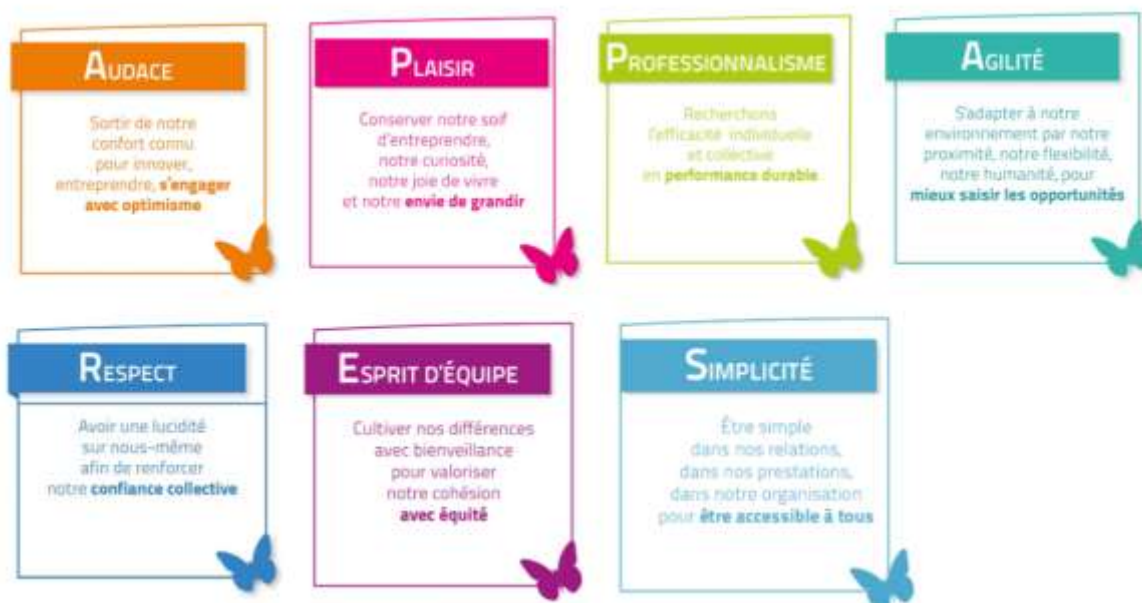 AUDACE
Sortir de notre
confort connu
pour innover,
entreprendre, s'engager
avec optimisme
PLAISIR
Conserver notre soif
d'entreprendre,
notre curiosité,
notre joie de vivre
et notre envie de grandir
PROFESSIONNALISME
Recherchons
l'efficacité individuelle
et collective
en performance durable
AGILITÉ
S'adapter à notre
environnement par notre
proximité, notre flexibilité,
notre humanité, pour
mieux saisir les opportunités
RESPECT
Avoir une lucidité
sur nous-même
afin de renforcer
notre confiance collective
ESPRIT D'ÉQUIPE
Cultiver nos différences
avec bienveillance
pour valoriser
notre cohésion
avec équité
SIMPLICITÉ
Être simple
dans nos relations,
dans nos prestations,
dans notre organisation
pour être accessible à tous